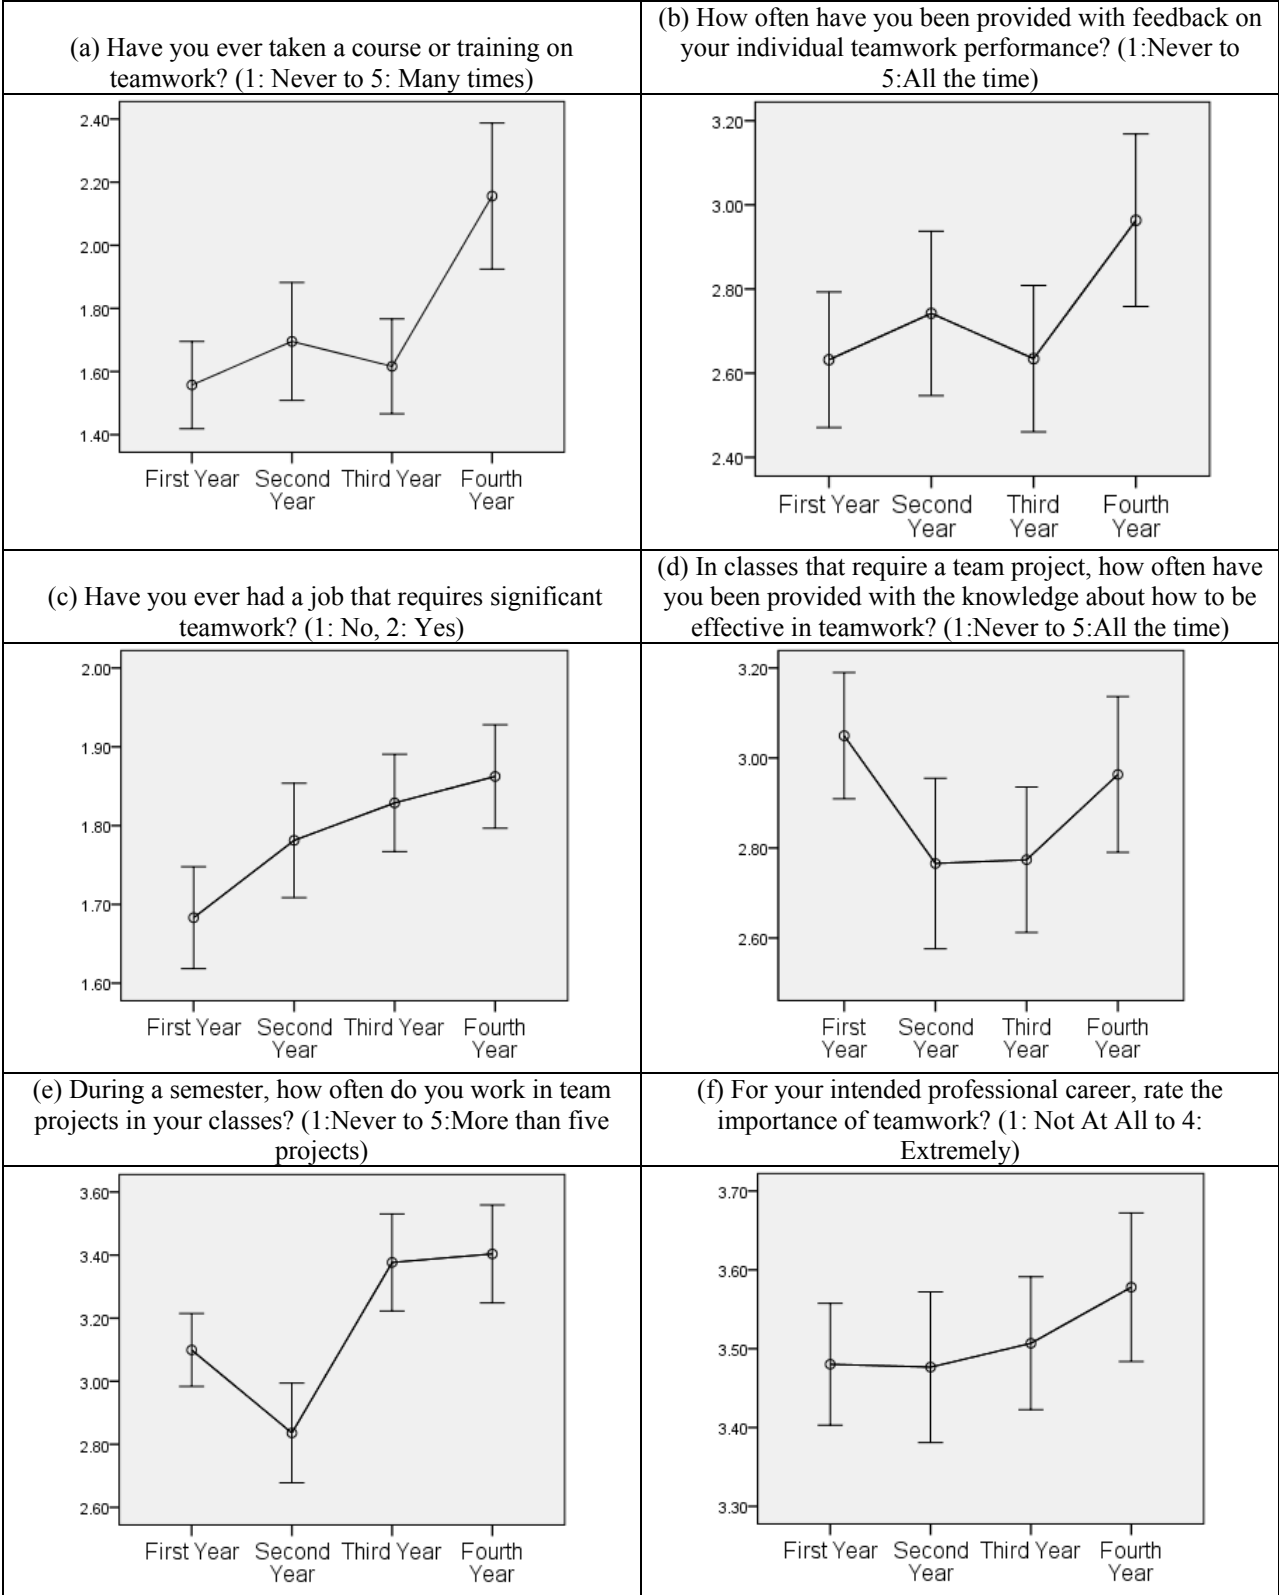 (a) Have you ever taken a course or training on
teamwork? (1: Never to 5: Many times)
(b) How often have you been provided with feedback on
your individual teamwork performance? (1:Never to
5:All the time)
2.40
2.20
2.00
1.80
1.60
1.40
First Year Second Third Year Fourth
Year Year
3.20
3.00
2.80
2.60
2.40
First Year Second Third Fourth
Year Year Year
(c) Have you ever had a job that requires significant
teamwork? (1: No, 2: Yes)
(d) In classes that require a team project, how often have
you been provided with the knowledge about how to be
effective in teamwork? (1:Never to 5:All the time)
2.00
1.90
1.80
1.70
1.60
First Year Second Third Year Fourth
Year Year
3.20
3.00
2.80
2.60
First Second Third Fourth
Year Year Year Year
(e) During a semester, how often do you work in team
projects in your classes? (1:Never to 5:More than five
projects)
(f) For your intended professional career, rate the
importance of teamwork? (1: Not At All to 4:
Extremely)
3.60
3.40
3.20
3.00
2.80
2.60
First Year Second Third Year Fourth
Year Year
3.70
3.60
3.50
3.40
3.30
First Year Second Third Year Fourth
Year Year